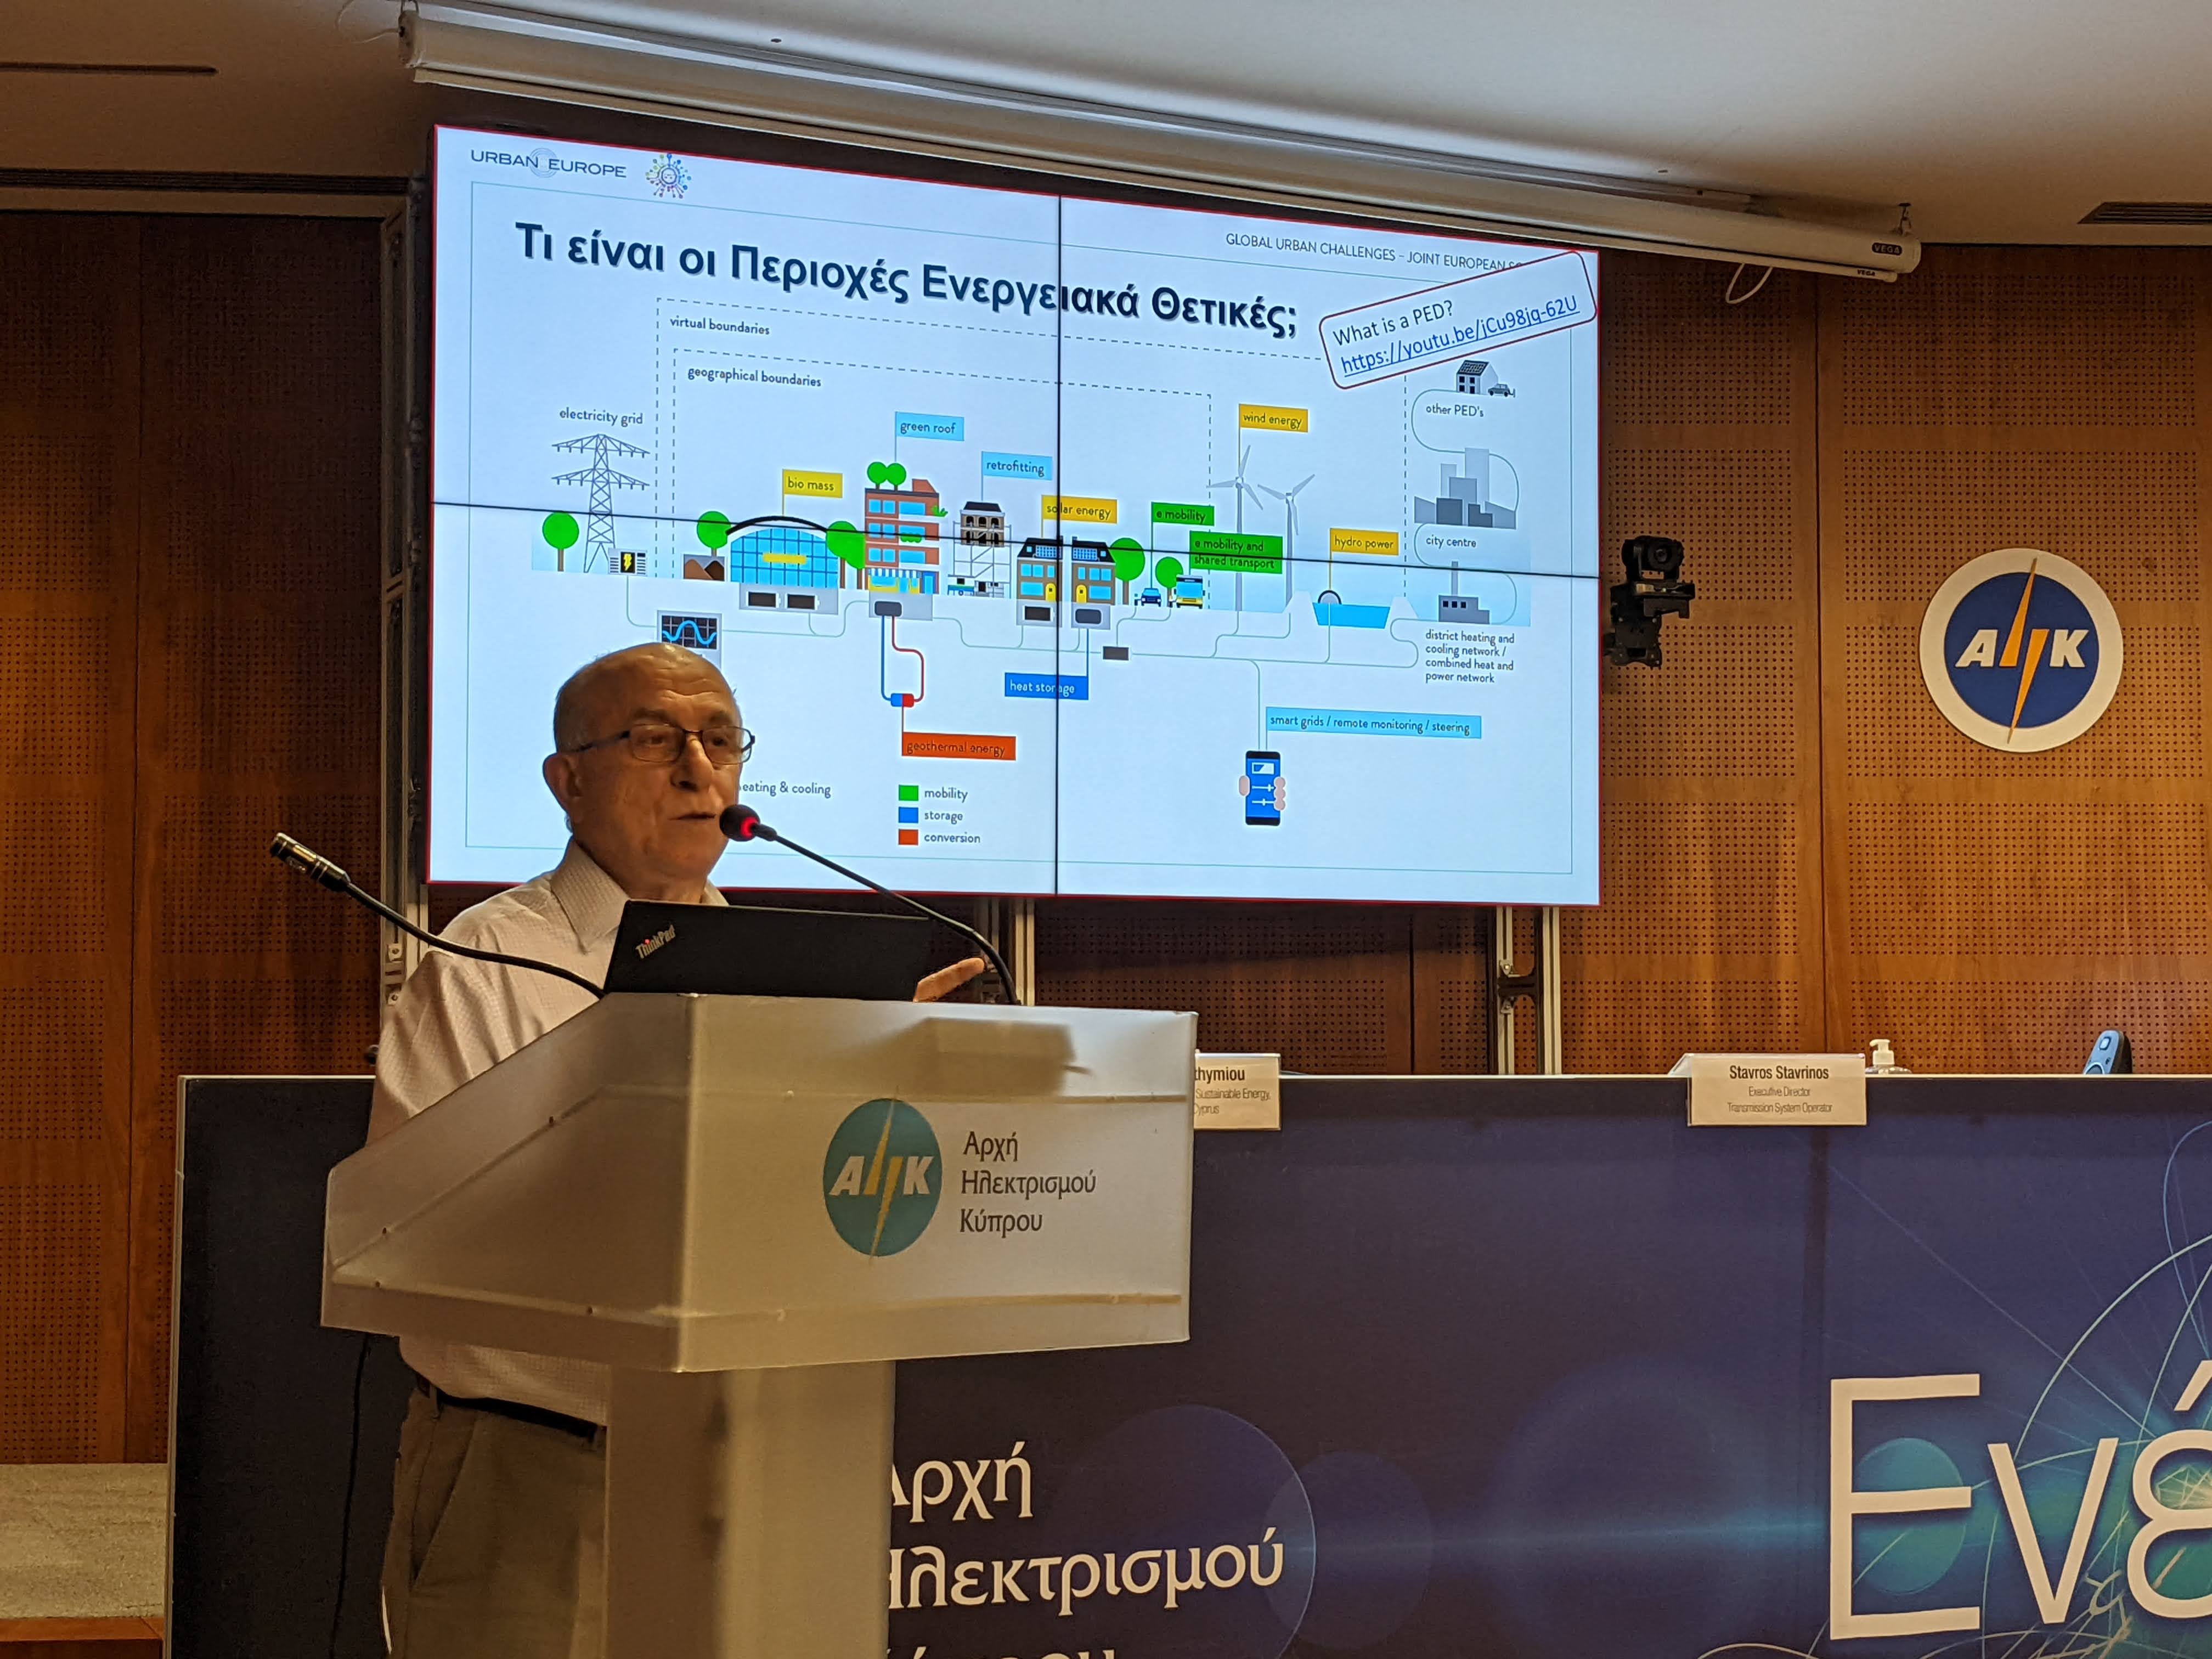 VEGA
VEGA
URBAN EUROPE
GLOBAL URBAN CHALLENGES – JOINT EUROPEAN
Τι είναι οι Περιοχές Ενεργειακά Θετικές;
What is a PED?
https://youtu.be/jCu98jq-62U
virtual boundaries
geographical boundaries
electricity grid
green roof
wind energy
other PED's
retrofitting
bio mass
solar energy
e mobility
e mobility and
shared transport
hydro power
city centre
district heating and
cooling network /
combined heat and
power network
heat storage
smart grids / remote monitoring / steering
geothermal energy
eating & cooling
mobility
storage
conversion
ΑΗΚ
ThinkPad
thymiou
Sustainable Energy,
Cyprus
Stavros Stavrinos
Executive Director
Transmission System Operator
ΑΗΚ
Αρχή
Ηλεκτρισμού
Κύπρου
Αρχή
Ηλεκτρισμού
Ενέ